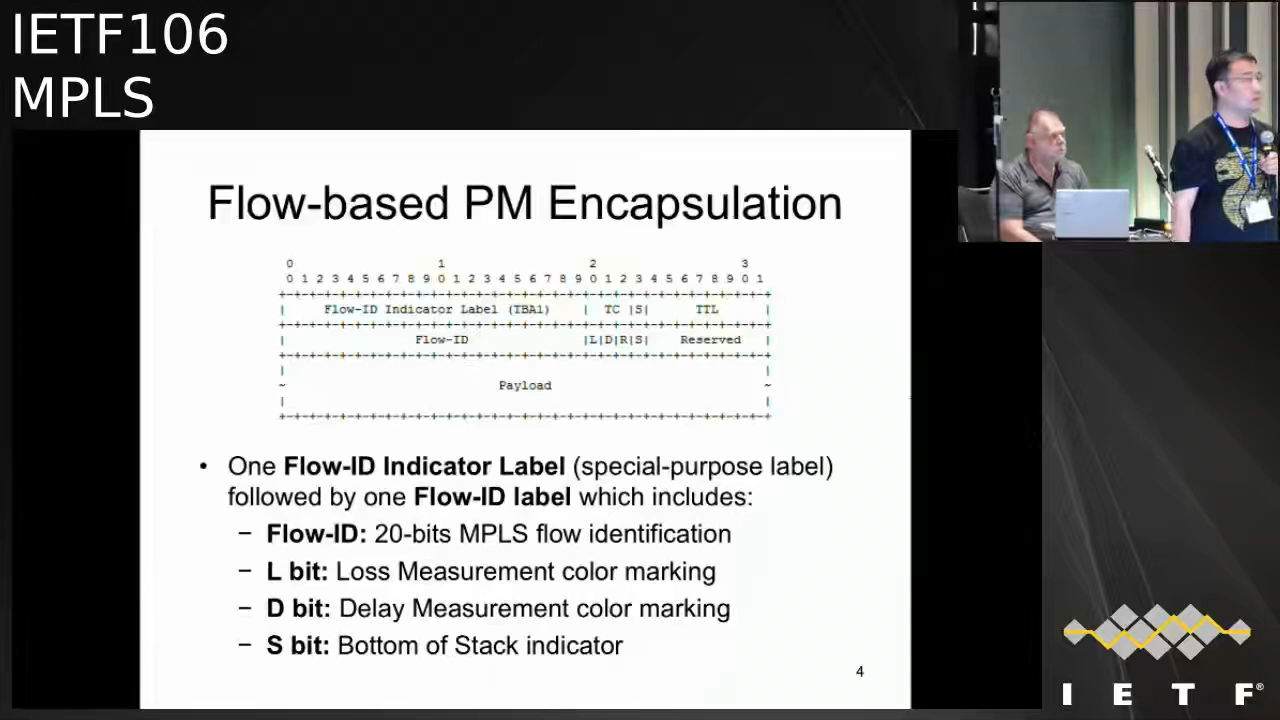 IETF106
MPLS
Flow-based PM Encapsulation
0 1 2 3
0 1 2 3 4 5 6 7 8 9 0 1 2 3 4 5 6 7 8 9 0 1 2 3 4 5 6 7 8 9 0 1
+-+-+-+-+-+-+-+-+-+-+-+-+-+-+-+-+-+-+-+-+-+-+-+-+-+-+-+-+-+-+-+-+
| Flow-ID Indicator Label (TBA1) | TC |S| TTL |
+-+-+-+-+-+-+-+-+-+-+-+-+-+-+-+-+-+-+-+-+-+-+-+-+-+-+-+-+-+-+-+-+
| Flow-ID |L|D|R|S| Reserved |
+-+-+-+-+-+-+-+-+-+-+-+-+-+-+-+-+-+-+-+-+-+-+-+-+-+-+-+-+-+-+-+-+
| |
~ Payload ~
| |
+-+-+-+-+-+-+-+-+-+-+-+-+-+-+-+-+-+-+-+-+-+-+-+-+-+-+-+-+-+-+-+-+
• One Flow-ID Indicator Label (special-purpose label)
followed by one Flow-ID label which includes:
– Flow-ID: 20-bits MPLS flow identification
– L bit: Loss Measurement color marking
– D bit: Delay Measurement color marking
– S bit: Bottom of Stack indicator
4
I E T F®